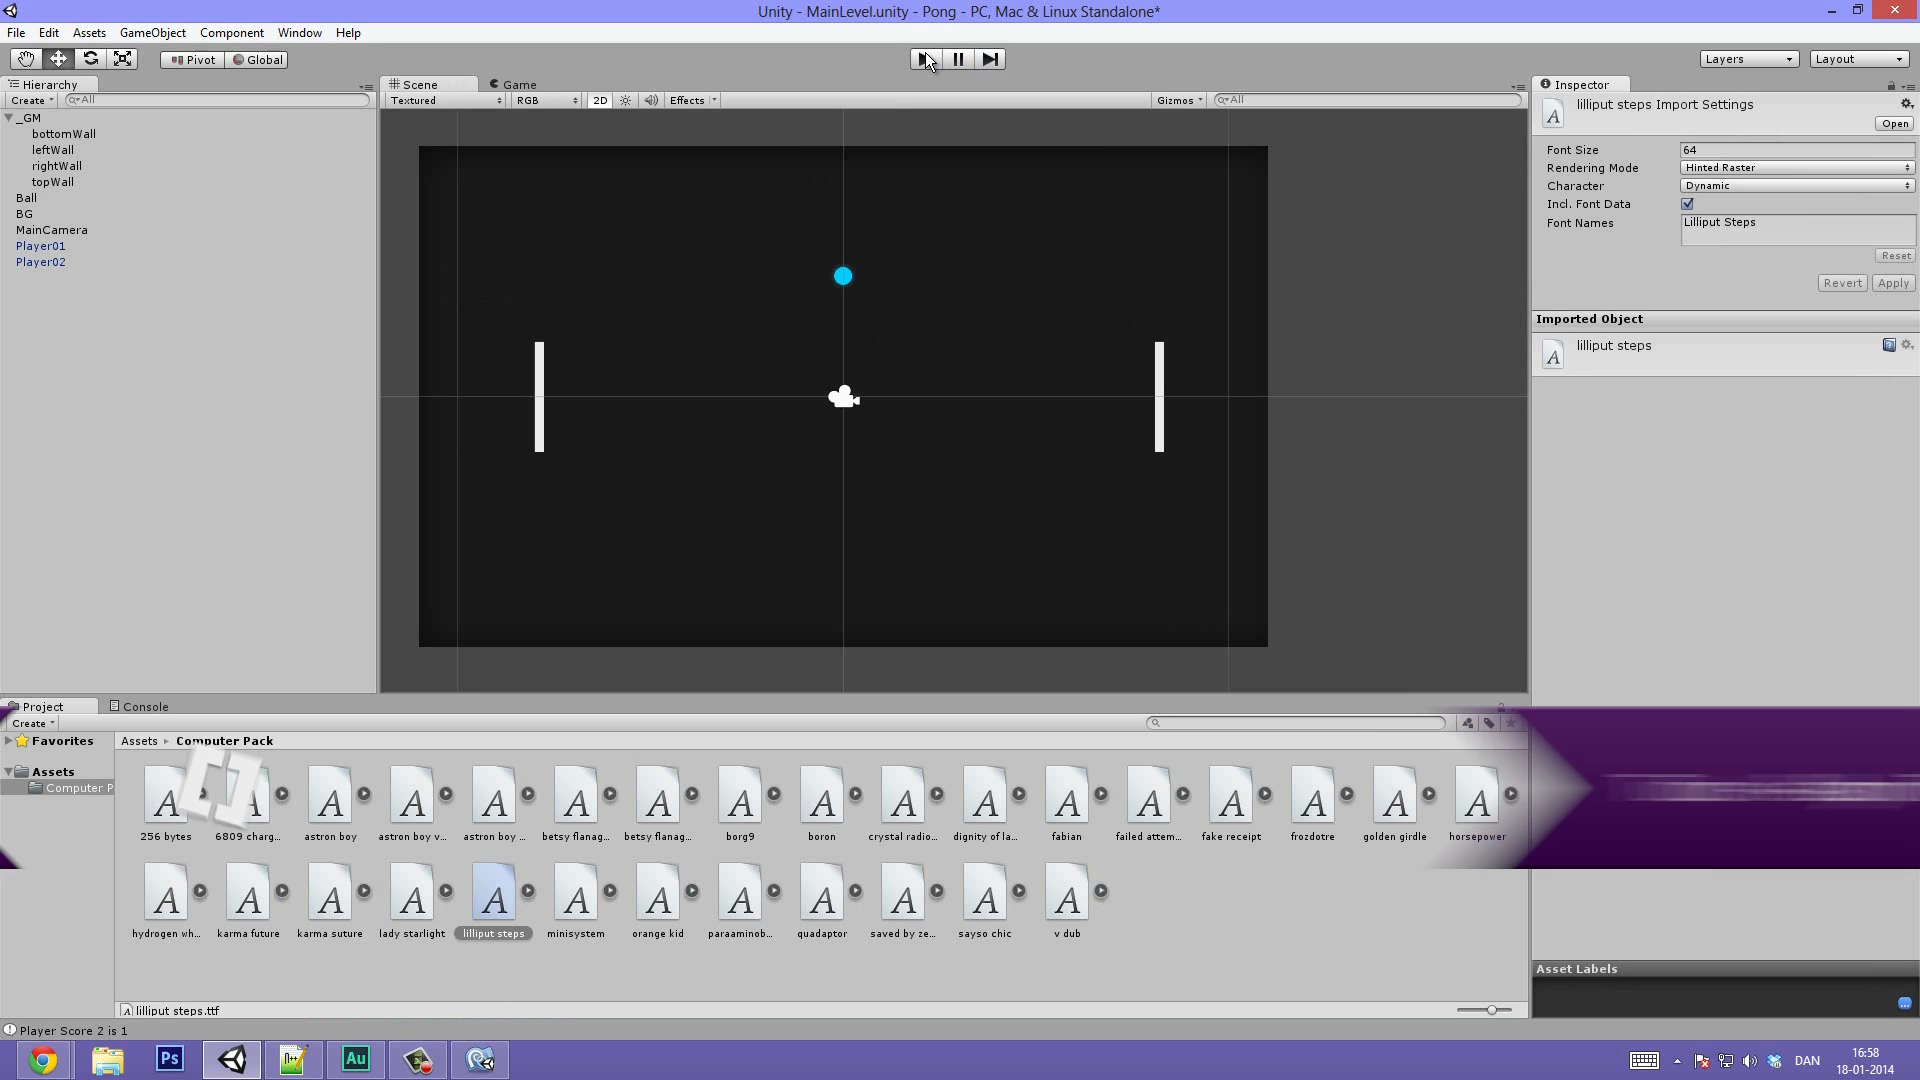 Unity - MainLevel.unity - Pong - PC, Mac & Linux Standalone*
File Edit Assets GameObject Component Window Help
Pivot Global Layers Layout
Hierarchy
Create All
_GM
bottomWall
leftWall
rightWall
topWall
Ball
BG
MainCamera
Player01
Player02
Scene Game
Textured RGB 2D Effects Gizmos All
Inspector
lilliput steps Import Settings
Open
Font Size 64
Rendering Mode Hinted Raster
Character Dynamic
Incl. Font Data
Font Names Lilliput Steps
Reset
Revert Apply
Imported Object
lilliput steps
Project Console
Create
Favorites
Assets
Computer P
Assets Computer Pack
256 bytes 6809 charg... astron boy astron boy v... astron boy ... betsy flanag... betsy flanag... borg9 boron crystal radio... dignity of la... fabian failed attem... fake receipt frozdotre golden girdle horsepower
hydrogen wh... karma future karma suture lady starlight lilliput steps minisystem orange kid paraaminob... quadaptor saved by ze... sayso chic v dub
lilliput steps.ttf
Asset Labels
Player Score 2 is 1
Ps Au
DAN
16:58
18-01-2014